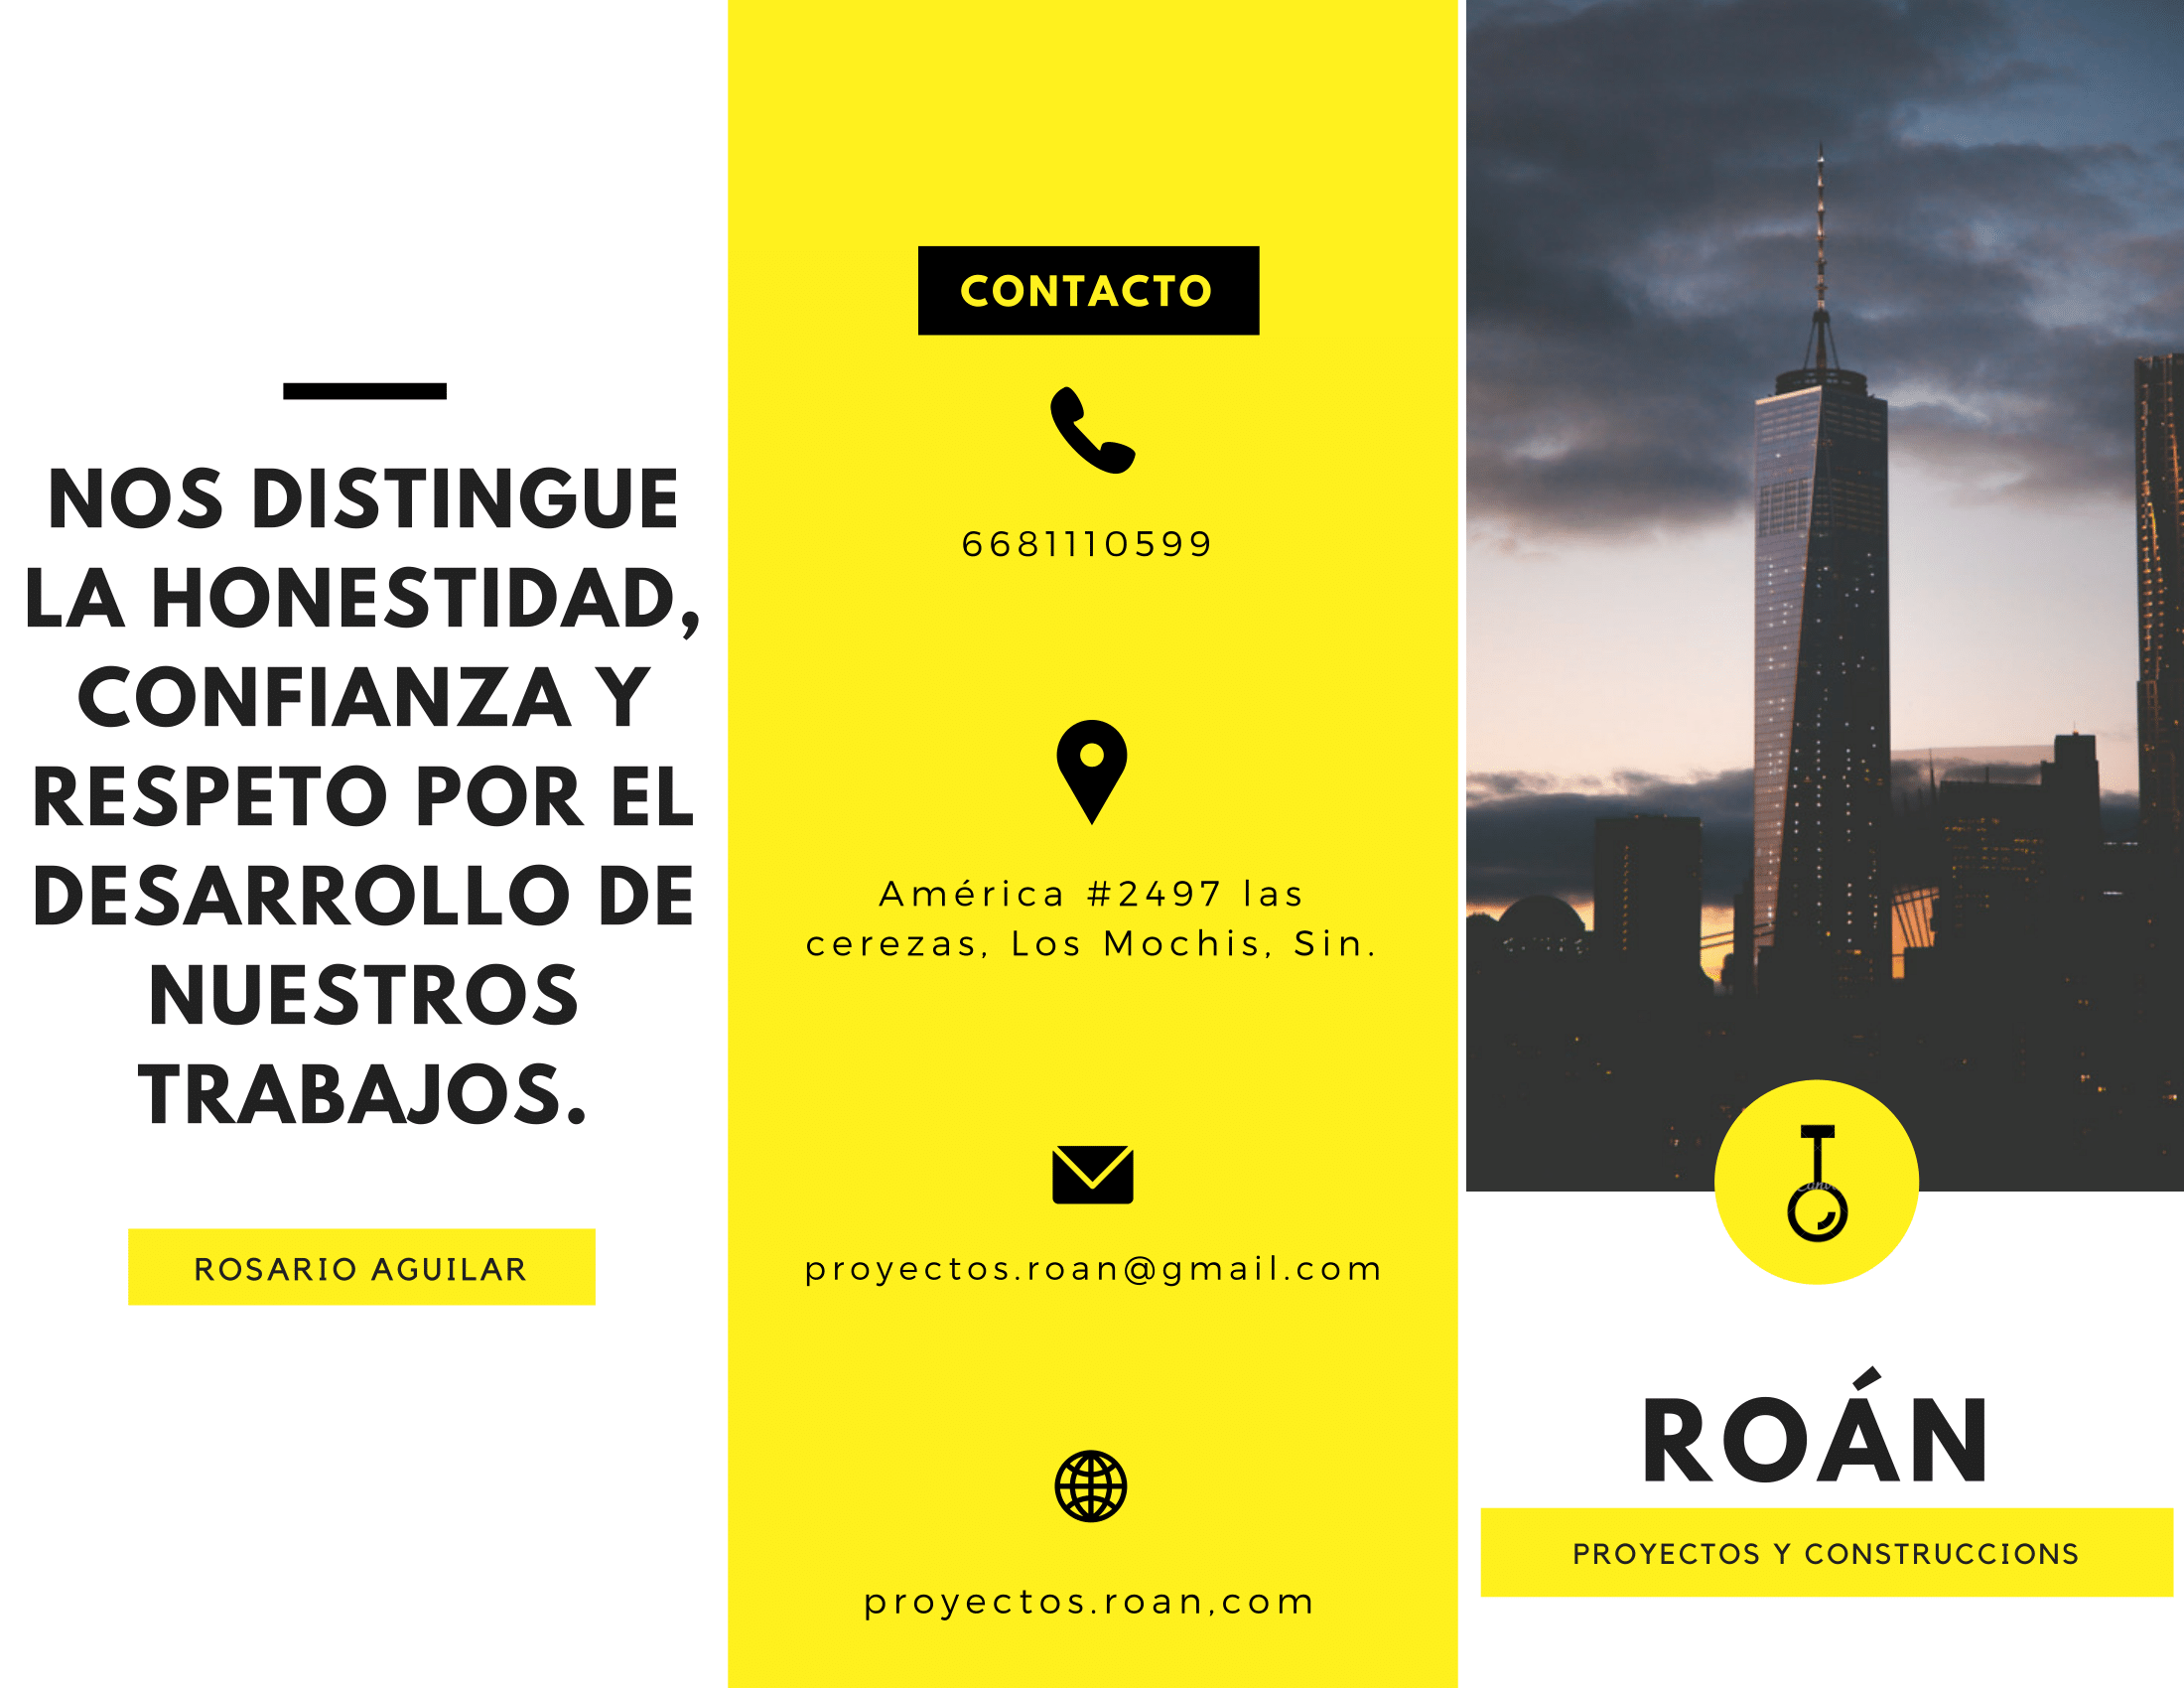 NOS DISTINGUE
LA HONESTIDAD,
CONFIANZA Y
RESPETO POR EL
DESARROLLO DE
NUESTROS
TRABAJOS.
ROSARIO AGUILAR
CONTACTO
6681110599
América #2497 las
cerezas, Los Mochis, Sin.
proyectos.roan@gmail.com
proyectos.roan,com
ROÁN
PROYECTOS Y CONSTRUCCIONS